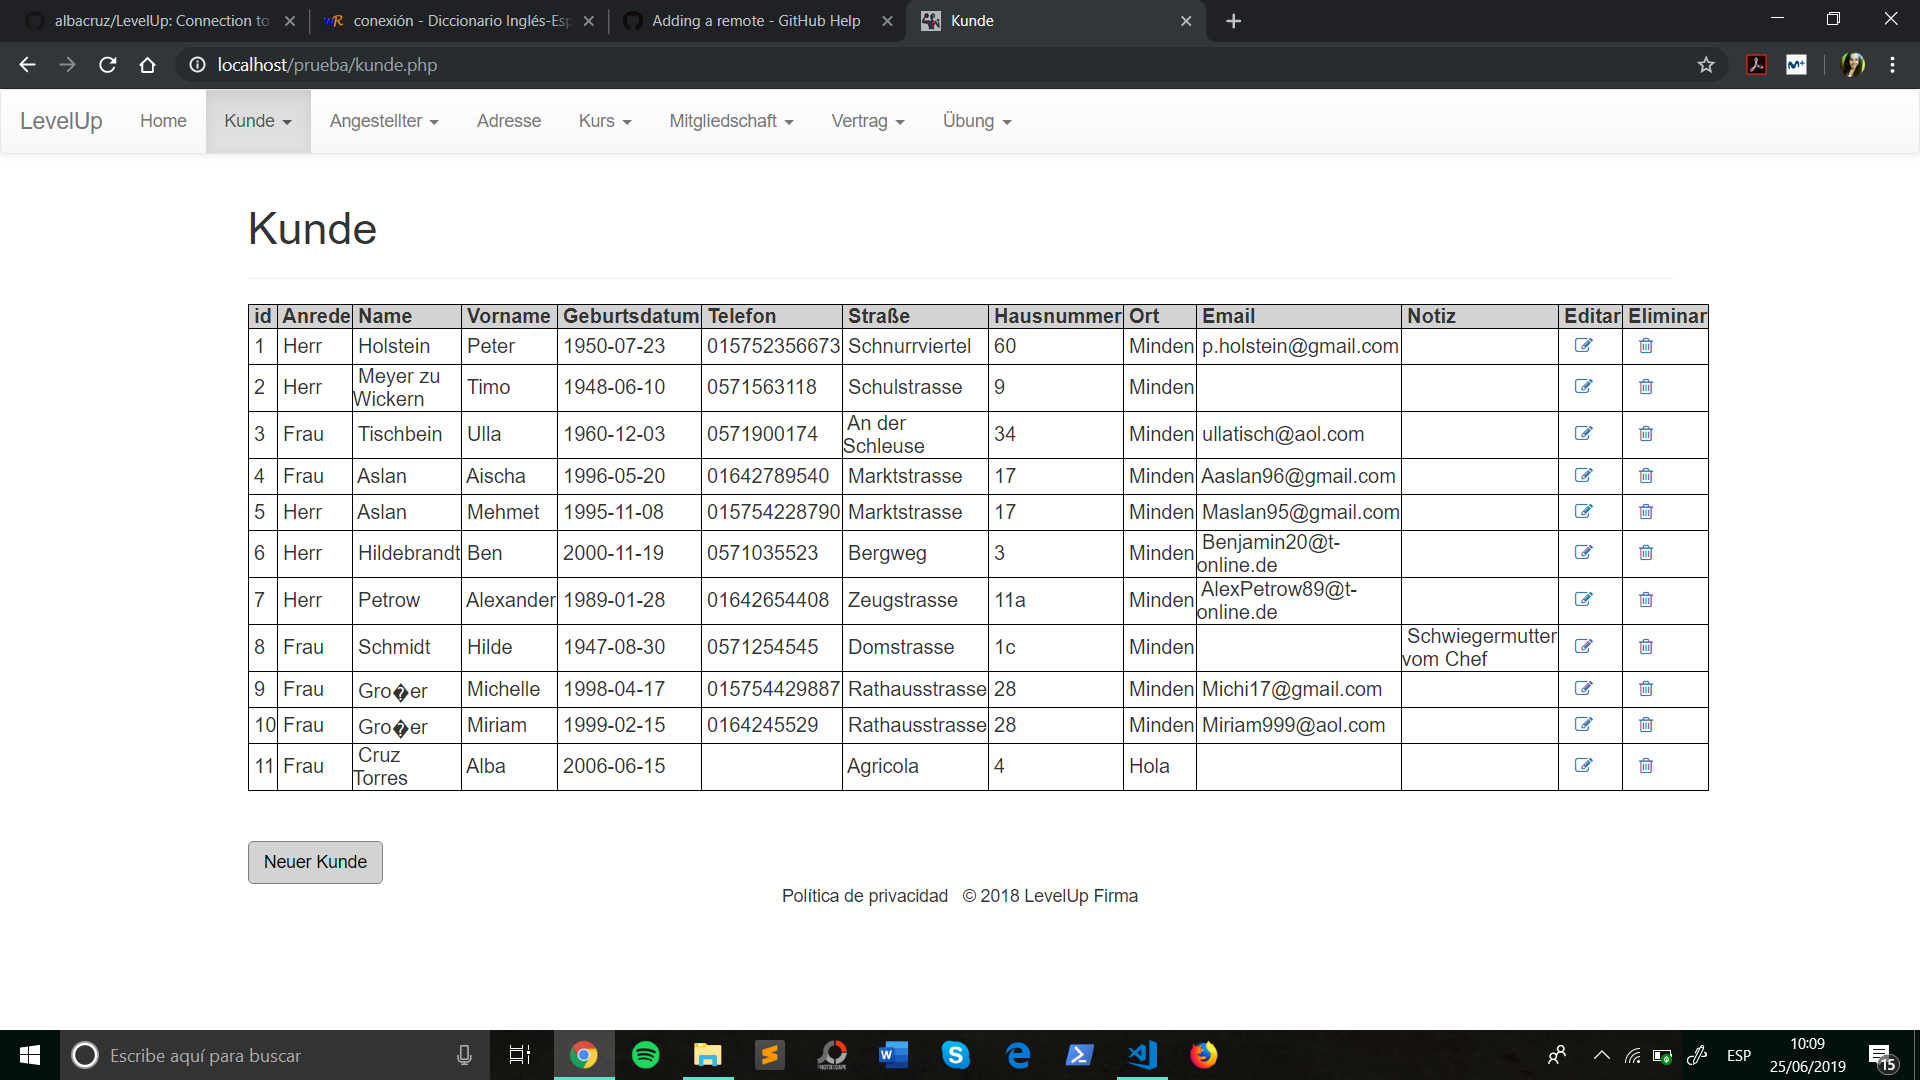 albacruz/LevelUp: Connection to
conexión - Diccionario Inglés-Esp
Adding a remote - GitHub Help
Kunde
localhost/prueba/kunde.php
LevelUp Home Kunde Angestellter Adresse Kurs Mitgliedschaft Vertrag Übung
Kunde
id Anrede Name Vorname Geburtsdatum Telefon Straße Hausnummer Ort Email Notiz Editar Eliminar
1 Herr Holstein Peter 1950-07-23 015752356673 Schnurrviertel 60 Minden p.holstein@gmail.com
2 Herr Meyer zu Wickern Timo 1948-06-10 0571563118 Schulstrasse 9 Minden
3 Frau Tischbein Ulla 1960-12-03 0571900174 An der Schleuse 34 Minden ullatisch@aol.com
4 Frau Aslan Aischa 1996-05-20 01642789540 Marktstrasse 17 Minden Aaslan96@gmail.com
5 Herr Aslan Mehmet 1995-11-08 015754228790 Marktstrasse 17 Minden Maslan95@gmail.com
6 Herr Hildebrandt Ben 2000-11-19 0571035523 Bergweg 3 Minden Benjamin20@t-online.de
7 Herr Petrow Alexander 1989-01-28 01642654408 Zeugstrasse 11a Minden AlexPetrow89@t-online.de
8 Frau Schmidt Hilde 1947-08-30 0571254545 Domstrasse 1c Minden Schwiegermutter vom Chef
9 Frau Gro�er Michelle 1998-04-17 015754429887 Rathausstrasse 28 Minden Michi17@gmail.com
10 Frau Gro�er Miriam 1999-02-15 0164245529 Rathausstrasse 28 Minden Miriam999@aol.com
11 Frau Cruz Torres Alba 2006-06-15 Agricola 4 Hola
Neuer Kunde
Política de privacidad © 2018 LevelUp Firma
Escribe aquí para buscar
PHOTOSCAPE
ESP
10:09
25/06/2019
15